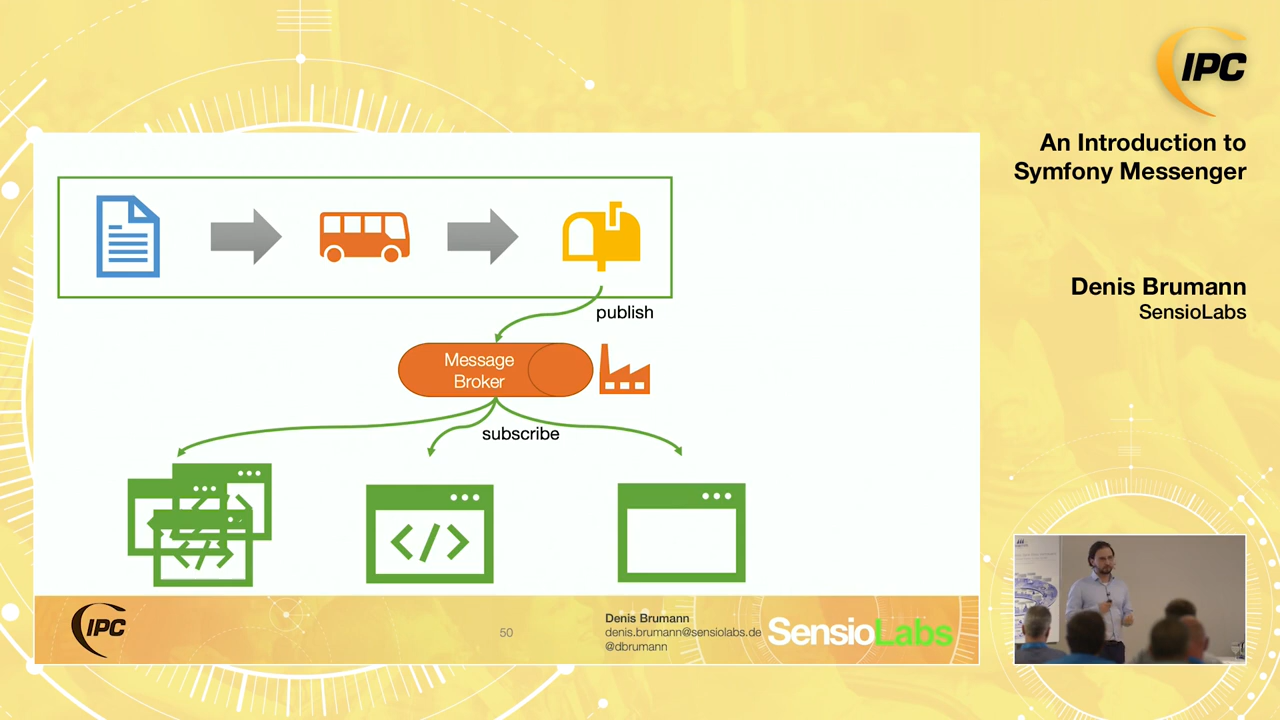 IPC
An Introduction to
Symfony Messenger
Denis Brumann
SensioLabs
publish
Message
Broker
subscribe
</>
IPC
50
Denis Brumann
denis.brumann@sensiolabs.de
@dbrumann
SensioLabs